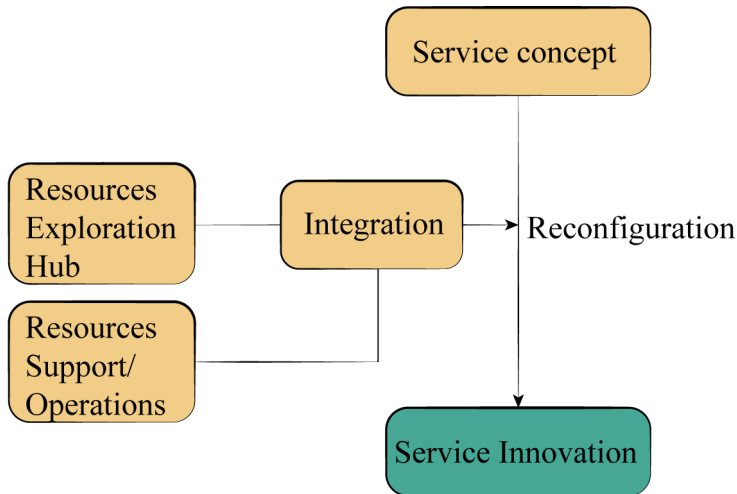 Service concept
Resources
Exploration
Hub
Integration
Reconfiguration
Resources
Support/
Operations
Service Innovation